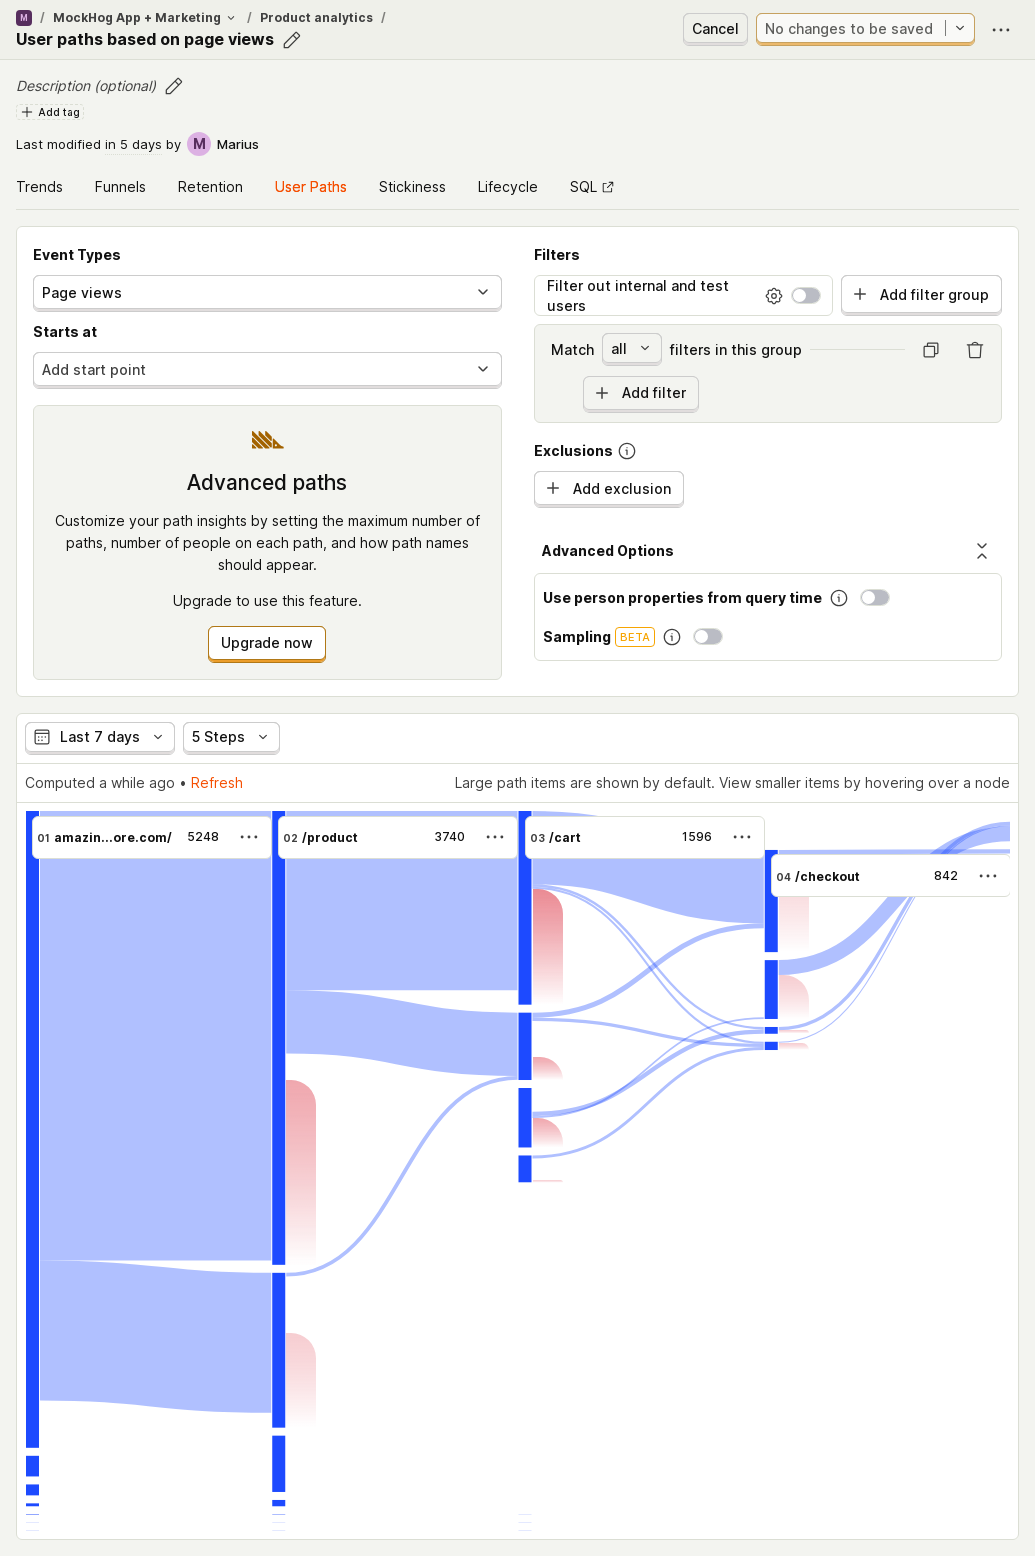 M / MockHog App + Marketing / Product analytics /
User paths based on page views
Cancel
No changes to be saved
Description (optional)
Add tag
Last modified in 5 days by M Marius
Trends Funnels Retention User Paths Stickiness Lifecycle SQL
Event Types
Page views
Starts at
Add start point
Advanced paths
Customize your path insights by setting the maximum number of
paths, number of people on each path, and how path names
should appear.
Upgrade to use this feature.
Upgrade now
Filters
Filter out internal and test
users
Add filter group
Match all filters in this group
Add filter
Exclusions
Add exclusion
Advanced Options
Use person properties from query time
Sampling BETA
Last 7 days 5 Steps
Computed a while ago • Refresh
Large path items are shown by default. View smaller items by hovering over a node
01 amazin...ore.com/ 5248
02 /product 3740
03 /cart 1596
04 /checkout 842